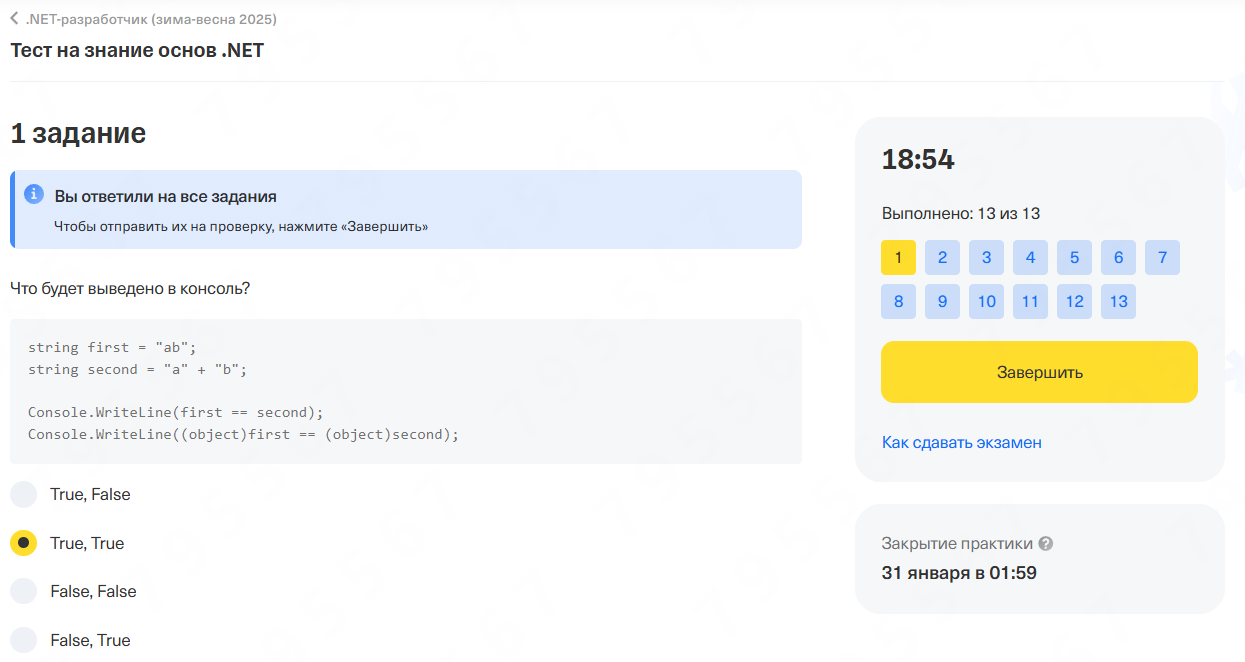 .NET-разработчик (зима-весна 2025)
Тест на знание основ .NET
1 задание
Вы ответили на все задания
Чтобы отправить их на проверку, нажмите «Завершить»
Что будет выведено в консоль?
string first = "ab";
string second = "a" + "b";
Console.WriteLine(first == second);
Console.WriteLine((object)first == (object)second);
True, False
True, True
False, False
False, True
18:54
Выполнено: 13 из 13
1 2 3 4 5 6 7
8 9 10 11 12 13
Завершить
Как сдавать экзамен
Закрытие практики ?
31 января в 01:59